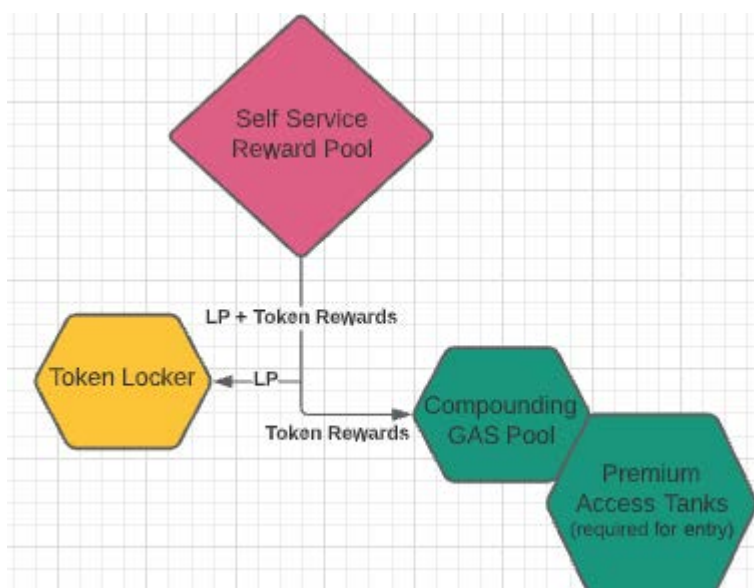 Self Service
Reward Pool
LP + Token Rewards
Token Locker
LP
Token Rewards
Compounding
GAS Pool
Premium
Access Tanks
(required for entry)